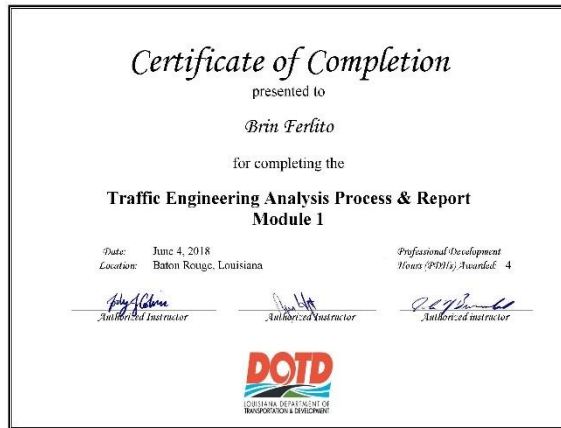 Certificate of Completion
presented to
Brin Ferlito
for completing the
Traffic Engineering Analysis Process & Report
Module 1
Date: June 4, 2018
Location: Baton Rouge, Louisiana
Professional Development
Hours (PDHs) Awarded: 4
Authorized Instructor
Authorized Instructor
Authorized instructor
DOTD
LOUISIANA DEPARTMENT OF
TRANSPORTATION & DEVELOPMENT